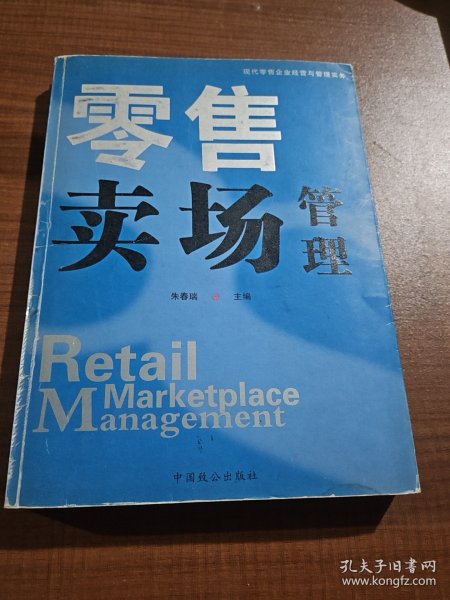 现代零售企业经营与管理实务
零售
卖场管理
朱春瑞 主编
Retail
Marketplace
Management
中国致公出版社
孔夫子旧书网
www.kongfz.com